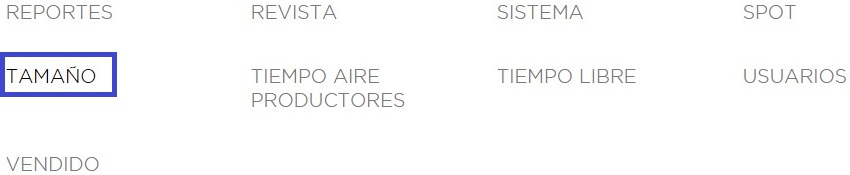 REPORTES REVISTA SISTEMA SPOT
TAMAÑO TIEMPO AIRE TIEMPO LIBRE USUARIOS
PRODUCTORES
VENDIDO